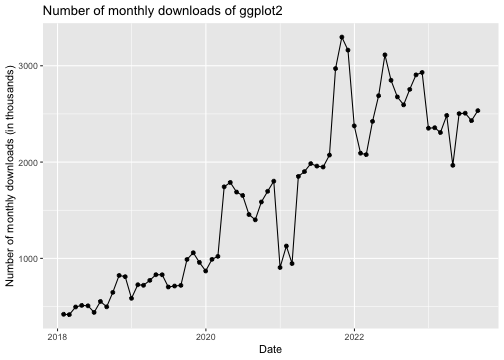 Number of monthly downloads of ggplot2
Number of monthly downloads (in thousands)
3000
2000
1000
2018
2020
2022
Date